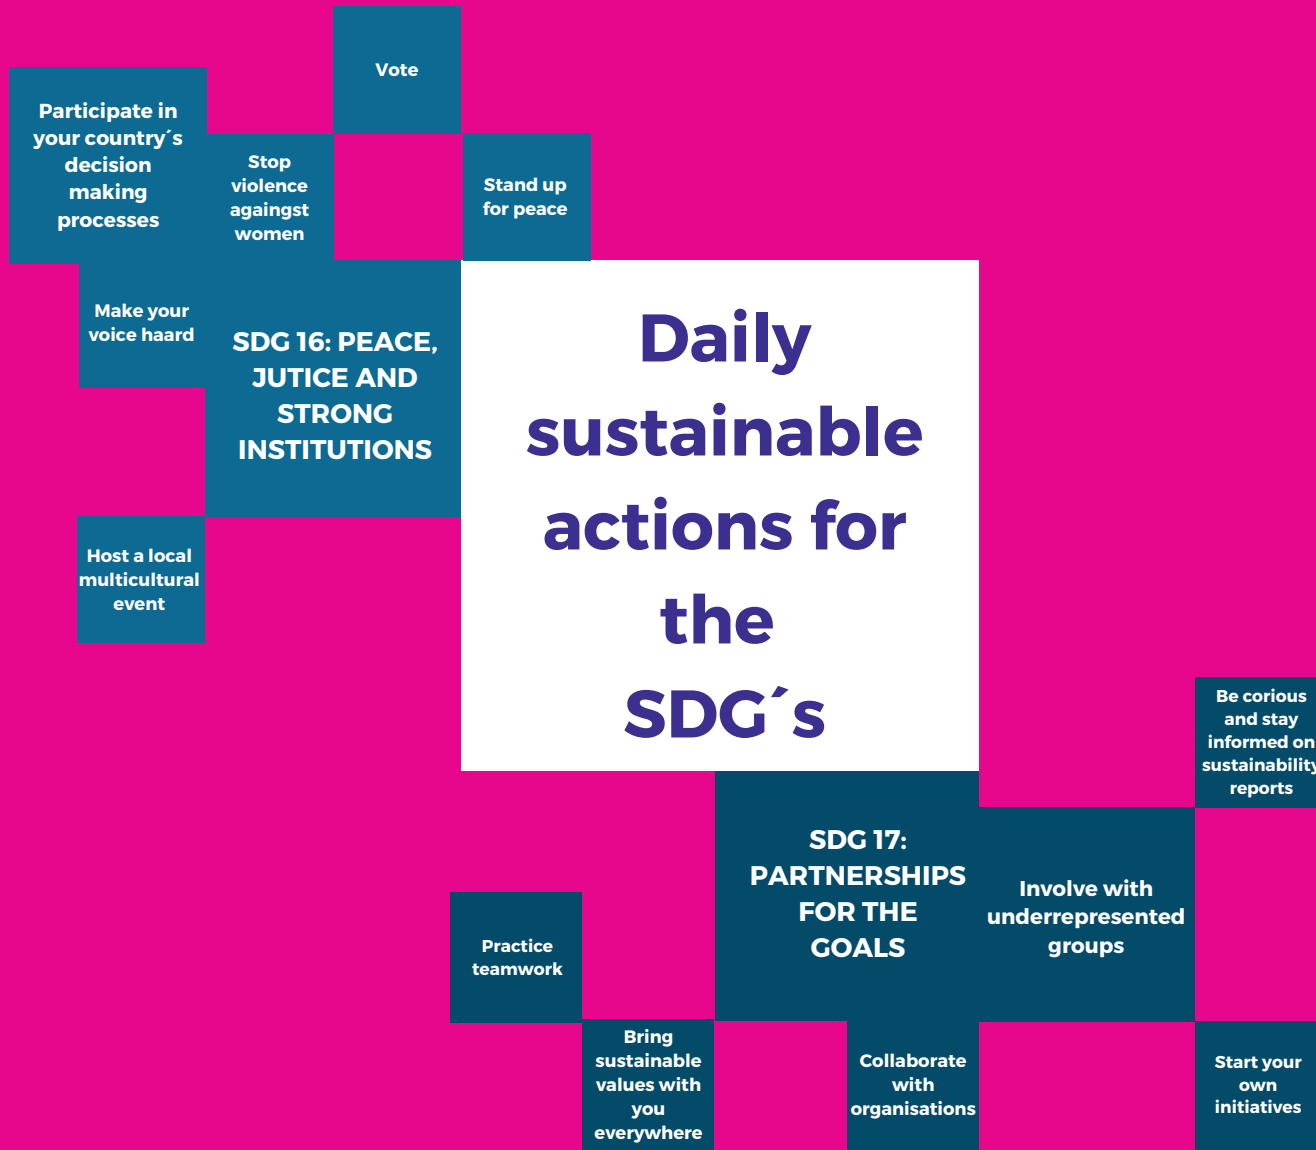 Vote
Participate in
your country´s
decision
making
processes
Stop
violence
againgst
women
Stand up
for peace
Make your
voice haard
SDG 16: PEACE,
JUTICE AND
STRONG
INSTITUTIONS
Host a local
multicultural
event
Daily
sustainable
actions for
the
SDG´s
Be corious
and stay
informed on
sustainability
reports
SDG 17:
PARTNERSHIPS
FOR THE
GOALS
Involve with
underrepresented
groups
Practice
teamwork
Bring
sustainable
values with
you
everywhere
Collaborate
with
organisations
Start your
own
initiatives